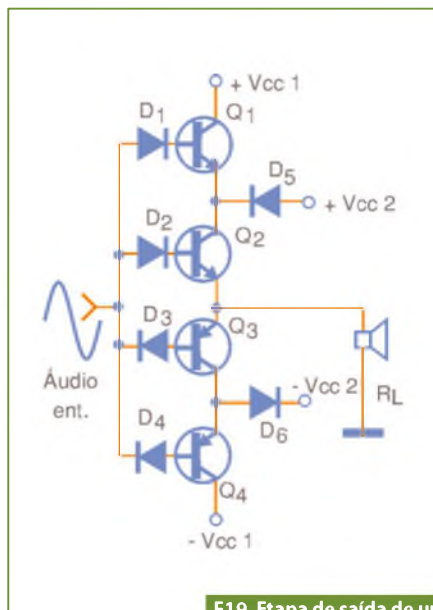 + Vcc 1
D1
Q1
D5
+ Vcc 2
D2
Q2
D3
Q3
Áudio
ent.
- Vcc 2
RL
D4
D6
Q4
- Vcc 1
F19. Etapa de saída de u